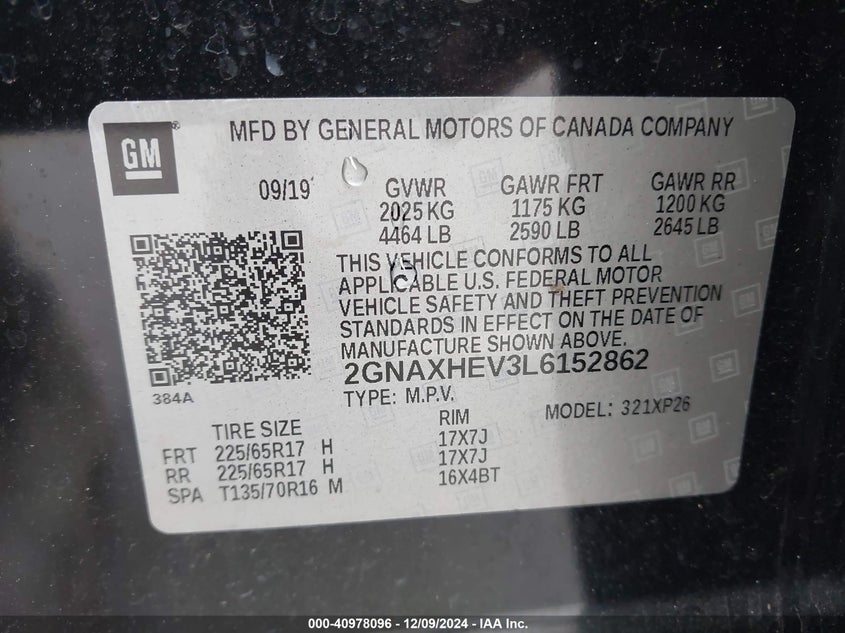 GM
MFD BY GENERAL MOTORS OF CANADA COMPANY
09/19
GVWR GAWR FRT GAWR RR
2025 KG 1175 KG 1200 KG
4464 LB 2590 LB 2645 LB
THIS VEHICLE CONFORMS TO ALL
APPLICABLE U.S. FEDERAL MOTOR
VEHICLE SAFETY AND THEFT PREVENTION
STANDARDS IN EFFECT ON THE DATE OF
MANUFACTURE SHOWN ABOVE.
2GNAXHEV3L6152862
384A
TYPE: M.P.V.
MODEL: 321XP26
TIRE SIZE RIM
FRT 225/65R17 H 17X7J
RR 225/65R17 H 17X7J
SPA T135/70R16 M 16X4BT
000-40978096 - 12/09/2024 - IAA Inc.